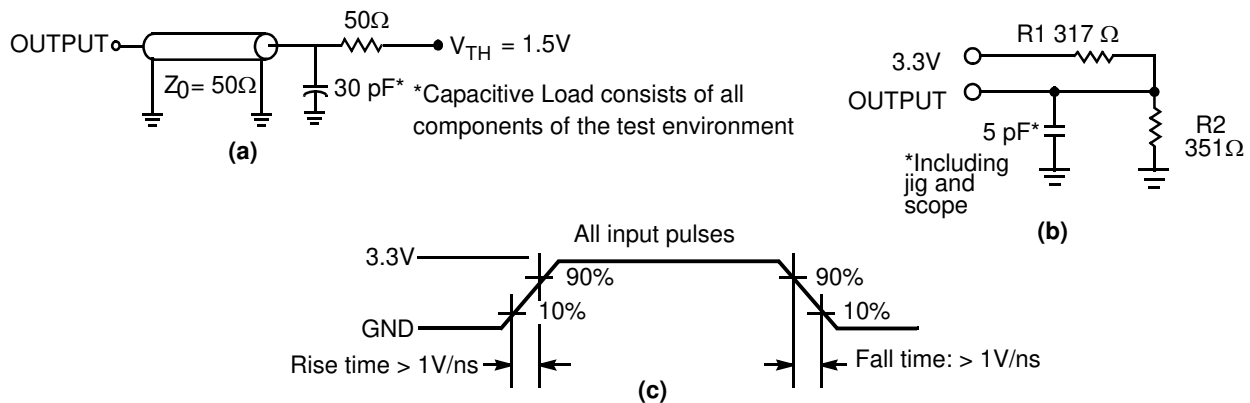 50Ω
OUTPUT
V_TH = 1.5V
Z0 = 50Ω
30 pF*
*Capacitive Load consists of all
components of the test environment
(a)
R1 317 Ω
3.3V
OUTPUT
5 pF*
R2
351Ω
*Including
jig and
scope
(b)
All input pulses
3.3V
90%
90%
10%
10%
GND
Rise time > 1V/ns
Fall time: > 1V/ns
(c)